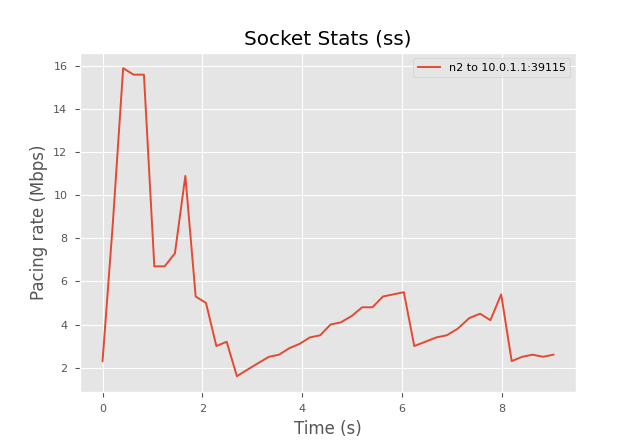 Socket Stats (ss)
n2 to 10.0.1.1:39115
Pacing rate (Mbps)
16
14
12
10
8
6
4
2
0 2 4 6 8
Time (s)